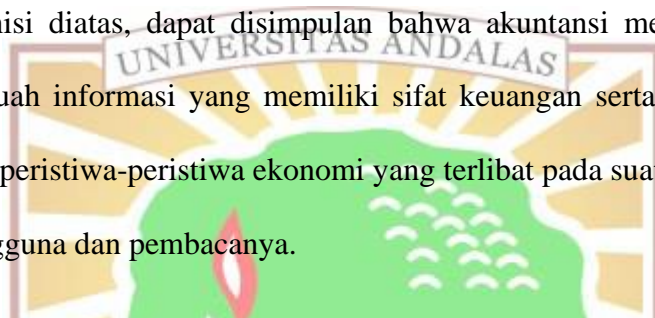 nisi diatas, dapat disimpulan bahwa akuntansi me
UNIVERSITAS ANDALAS
uah informasi yang memiliki sifat keuangan serta
peristiwa-peristiwa ekonomi yang terlibat pada sua
gguna dan pembacanya.